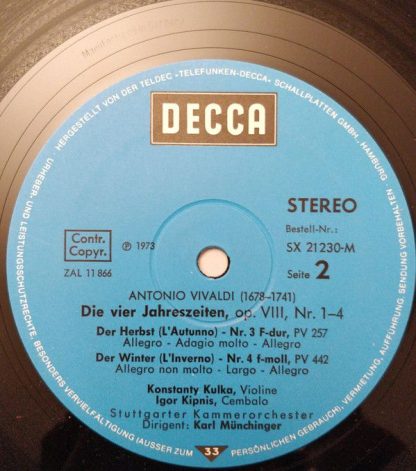 Manufactured in Germany
HERGESTELLT VON DER TELDEC »TELEFUNKEN-DECCA« SCHALLPLATTEN GMBH · HAMBURG
URHEBER- UND LEISTUNGSSCHUTZRECHTE, BESONDERS VERVIELFÄLTIGUNG (AUSSER ZUM PERSÖNLICHEN GEBRAUCH), VERMIETUNG, AUFFÜHRUNG, SENDUNG VORBEHALTEN
DECCA
STEREO
Bestell-Nr.:
SX 21230-M
Seite 2
Contr.
Copyr.
℗ 1973
ZAL 11 866
ANTONIO VIVALDI (1678-1741)
Die vier Jahreszeiten, op. VIII, Nr. 1–4
Der Herbst (L'Autunno) - Nr. 3 F-dur, PV 257
Allegro - Adagio molto - Allegro
Der Winter (L'Inverno) - Nr. 4 f-moll, PV 442
Allegro non molto - Largo - Allegro
Konstanty Kulka, Violine
Igor Kipnis, Cembalo
Stuttgarter Kammerorchester
Dirigent: Karl Münchinger
33